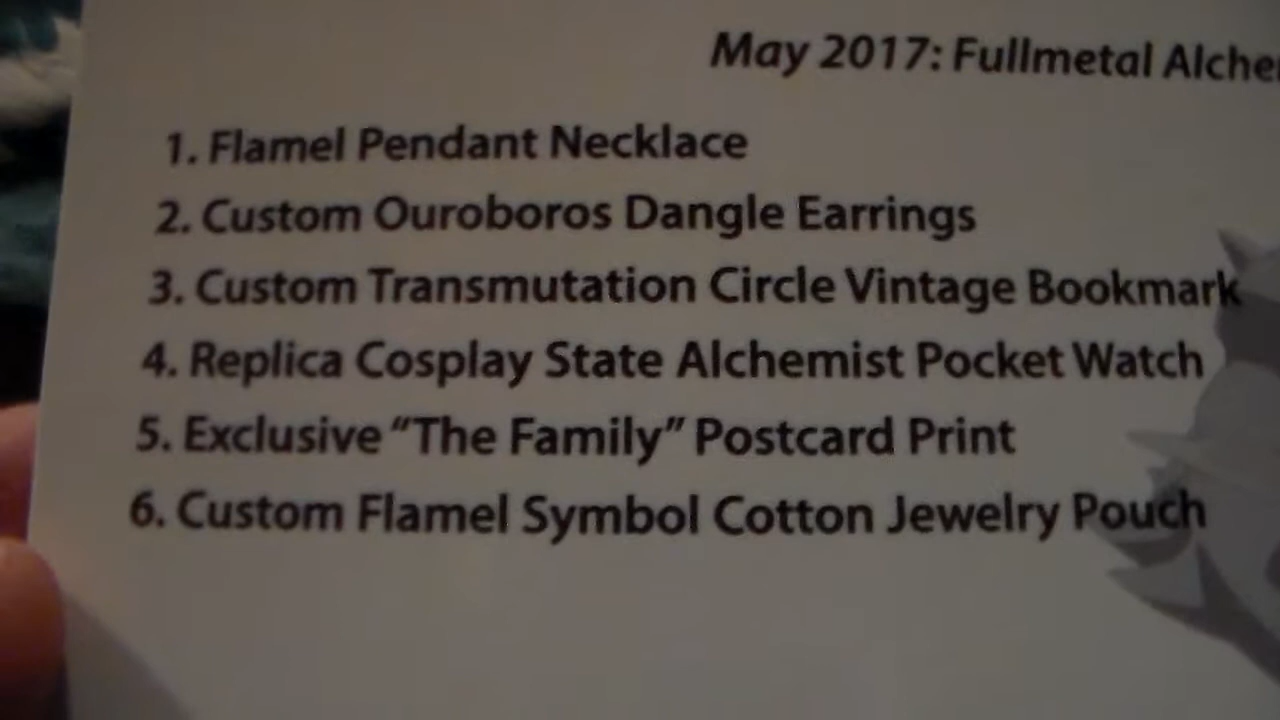 May 2017: Fullmetal Alche
1. Flamel Pendant Necklace
2. Custom Ouroboros Dangle Earrings
3. Custom Transmutation Circle Vintage Bookmark
4. Replica Cosplay State Alchemist Pocket Watch
5. Exclusive “The Family” Postcard Print
6. Custom Flamel Symbol Cotton Jewelry Pouch